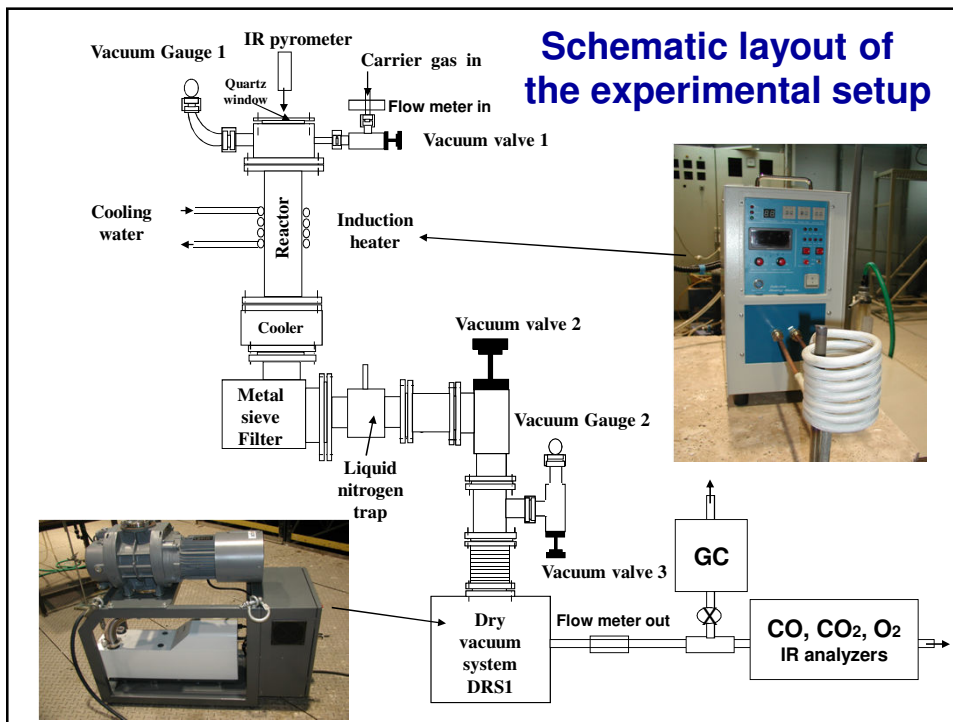 Schematic layout of
the experimental setup
IR pyrometer
Vacuum Gauge 1
Carrier gas in
Quartz
window
Flow meter in
Vacuum valve 1
Cooling
water
Reactor
Induction
heater
Cooler
Vacuum valve 2
Metal
sieve
Filter
Vacuum Gauge 2
Liquid
nitrogen
trap
GC
Vacuum valve 3
Dry
vacuum
system
DRS1
Flow meter out
X
CO, CO₂, O₂
IR analyzers